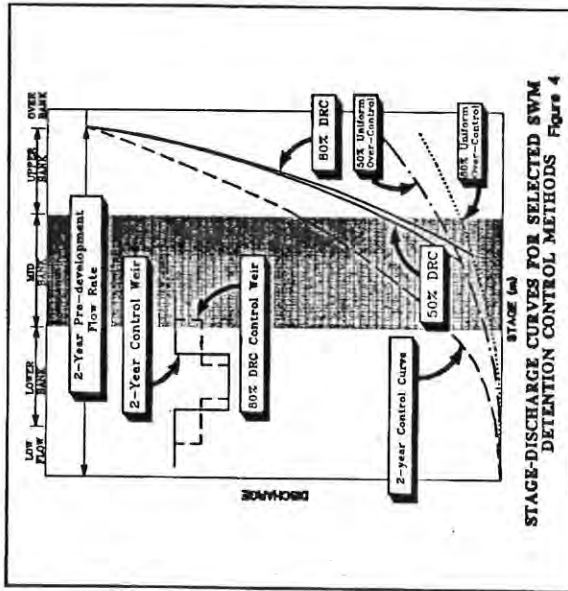 LOW FLOW
LOWER BANK
MID BANK
UPPER BANK
OVER BANK
2-Year Pre-development
Flow Rate
2-Year Control Weir
80% DRC Control Weir
80% DRC
50% Uniform
Over-Control
Uniform
Over-Control
50% DRC
2-year Control Curve
DISCHARGE
STAGE (m)
STAGE-DISCHARGE CURVES FOR SELECTED SWM
DETENTION CONTROL METHODS Figure 4